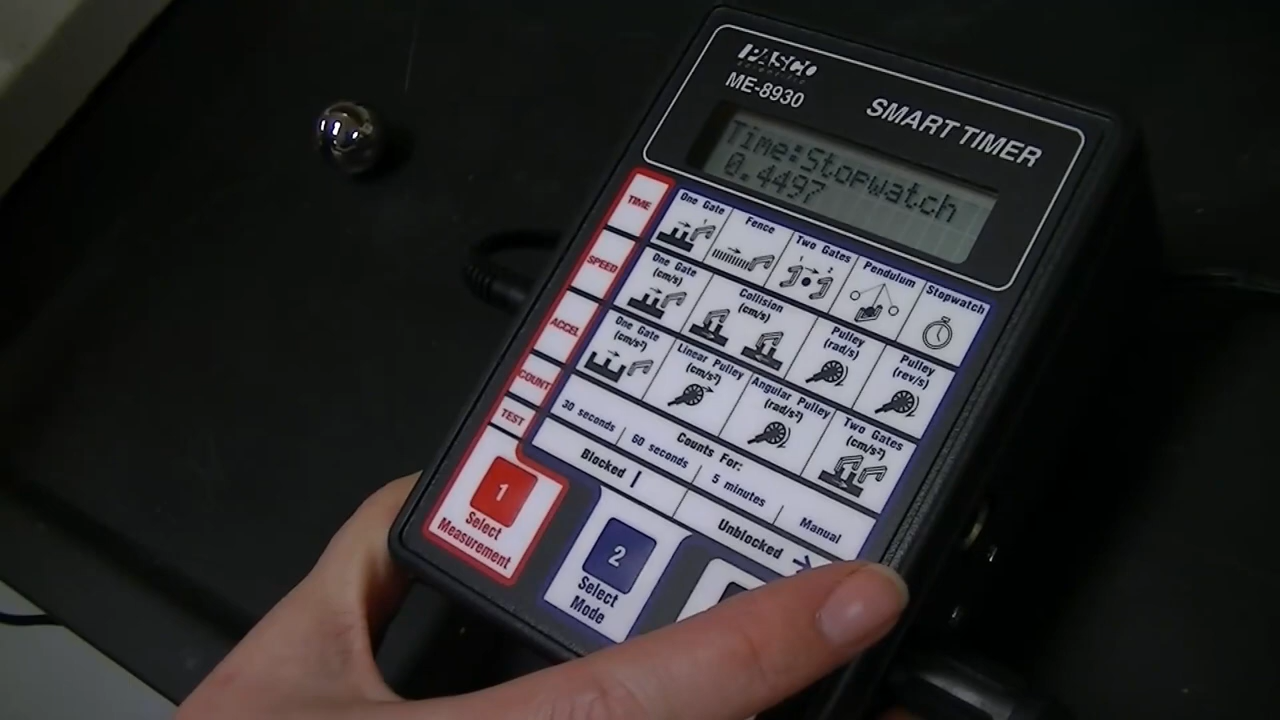 PASCO
scientific
ME-8930
SMART TIMER
Time:Stopwatch
0.4497
TIME
One Gate
Fence
Two Gates
1 2
Pendulum
Stopwatch
SPEED
One Gate
(cm/s)
Collision
(cm/s)
Pulley
(rad/s)
Pulley
(rev/s)
ACCEL
One Gate
(cm/s²)
Linear Pulley
(cm/s²)
Angular Pulley
(rad/s²)
Two Gates
(cm/s²)
COUNT
30 seconds
60 seconds
Counts For:
5 minutes
Manual
TEST
Blocked
Unblocked
1
Select
Measurement
2
Select
Mode